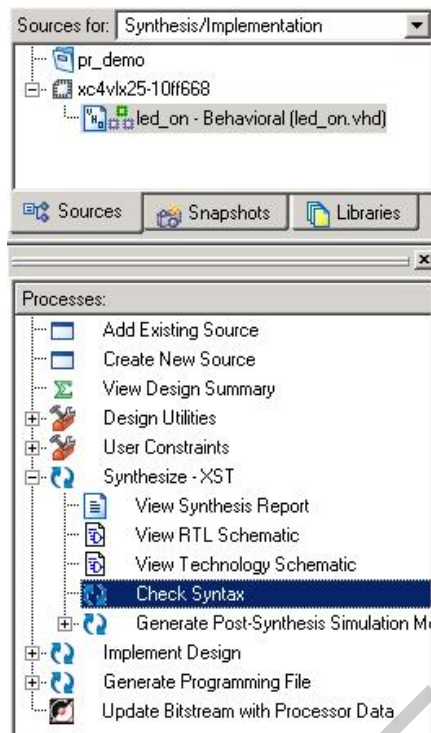 Sources for: Synthesis/Implementation
pr_demo
xc4vlx25-10ff668
led_on - Behavioral (led_on.vhd)
Sources Snapshots Libraries
Processes:
Add Existing Source
Create New Source
View Design Summary
Design Utilities
User Constraints
Synthesize - XST
View Synthesis Report
View RTL Schematic
View Technology Schematic
Check Syntax
Generate Post-Synthesis Simulation M
Implement Design
Generate Programming File
Update Bitstream with Processor Data